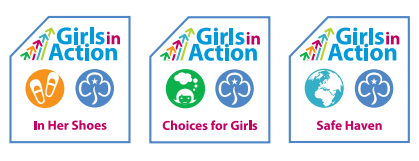 Girls in
Action
In Her Shoes
Girls in
Action
Choices for Girls
Girls in
Action
Safe Haven